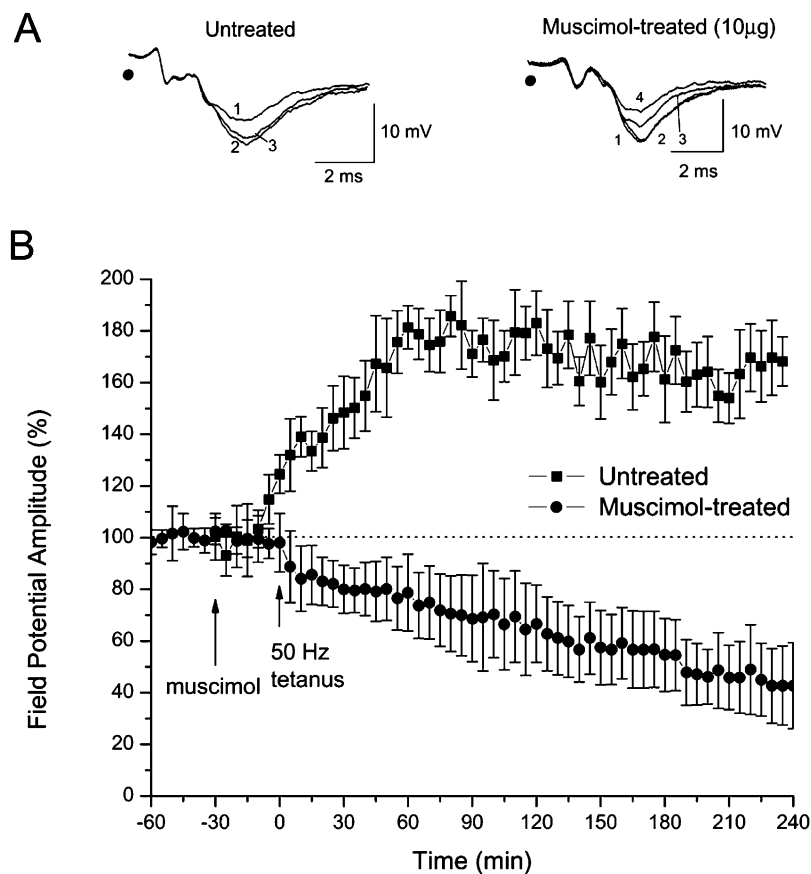 A
Untreated
Muscimol-treated (10μg)
1
2
3
10 mV
2 ms
4
1
2
3
10 mV
2 ms
B
200
180
160
140
120
100
80
60
40
20
0
Field Potential Amplitude (%)
Untreated
Muscimol-treated
muscimol
50 Hz
tetanus
-60
-30
0
30
60
90
120
150
180
210
240
Time (min)